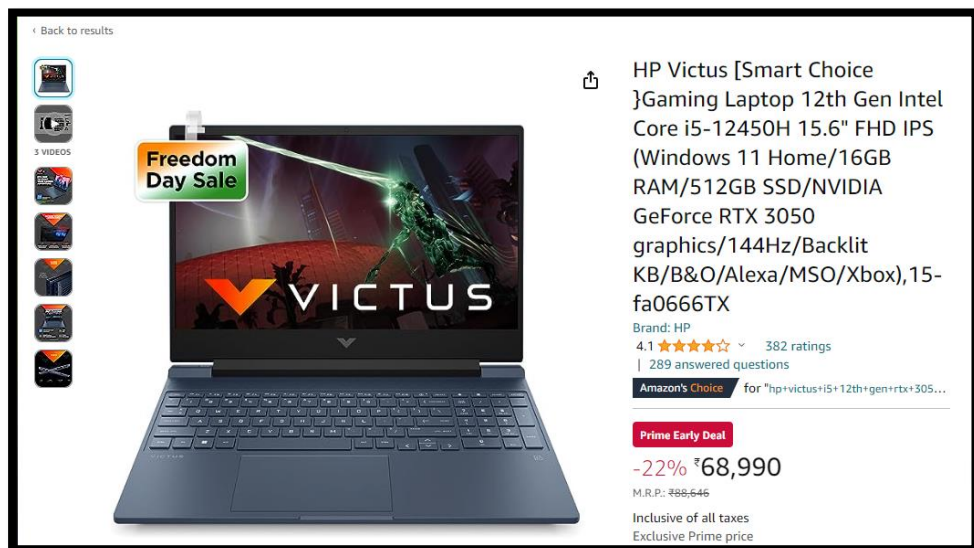 ‹ Back to results
3 VIDEOS
Freedom
Day Sale
VICTUS
VICTUS
HP Victus [Smart Choice
}Gaming Laptop 12th Gen Intel
Core i5-12450H 15.6" FHD IPS
(Windows 11 Home/16GB
RAM/512GB SSD/NVIDIA
GeForce RTX 3050
graphics/144Hz/Backlit
KB/B&O/Alexa/MSO/Xbox),15-
fa0666TX
Brand: HP
4.1 382 ratings
| 289 answered questions
Amazon's Choice for "hp+victus+i5+12th+gen+rtx+305...
Prime Early Deal
-22% ₹68,990
M.R.P.: ₹88,646
Inclusive of all taxes
Exclusive Prime price